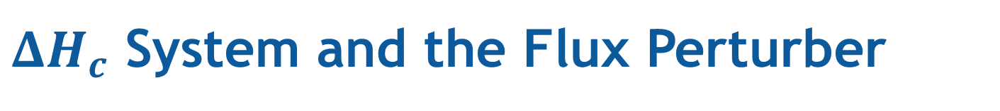 ΔH_c System and the Flux Perturber